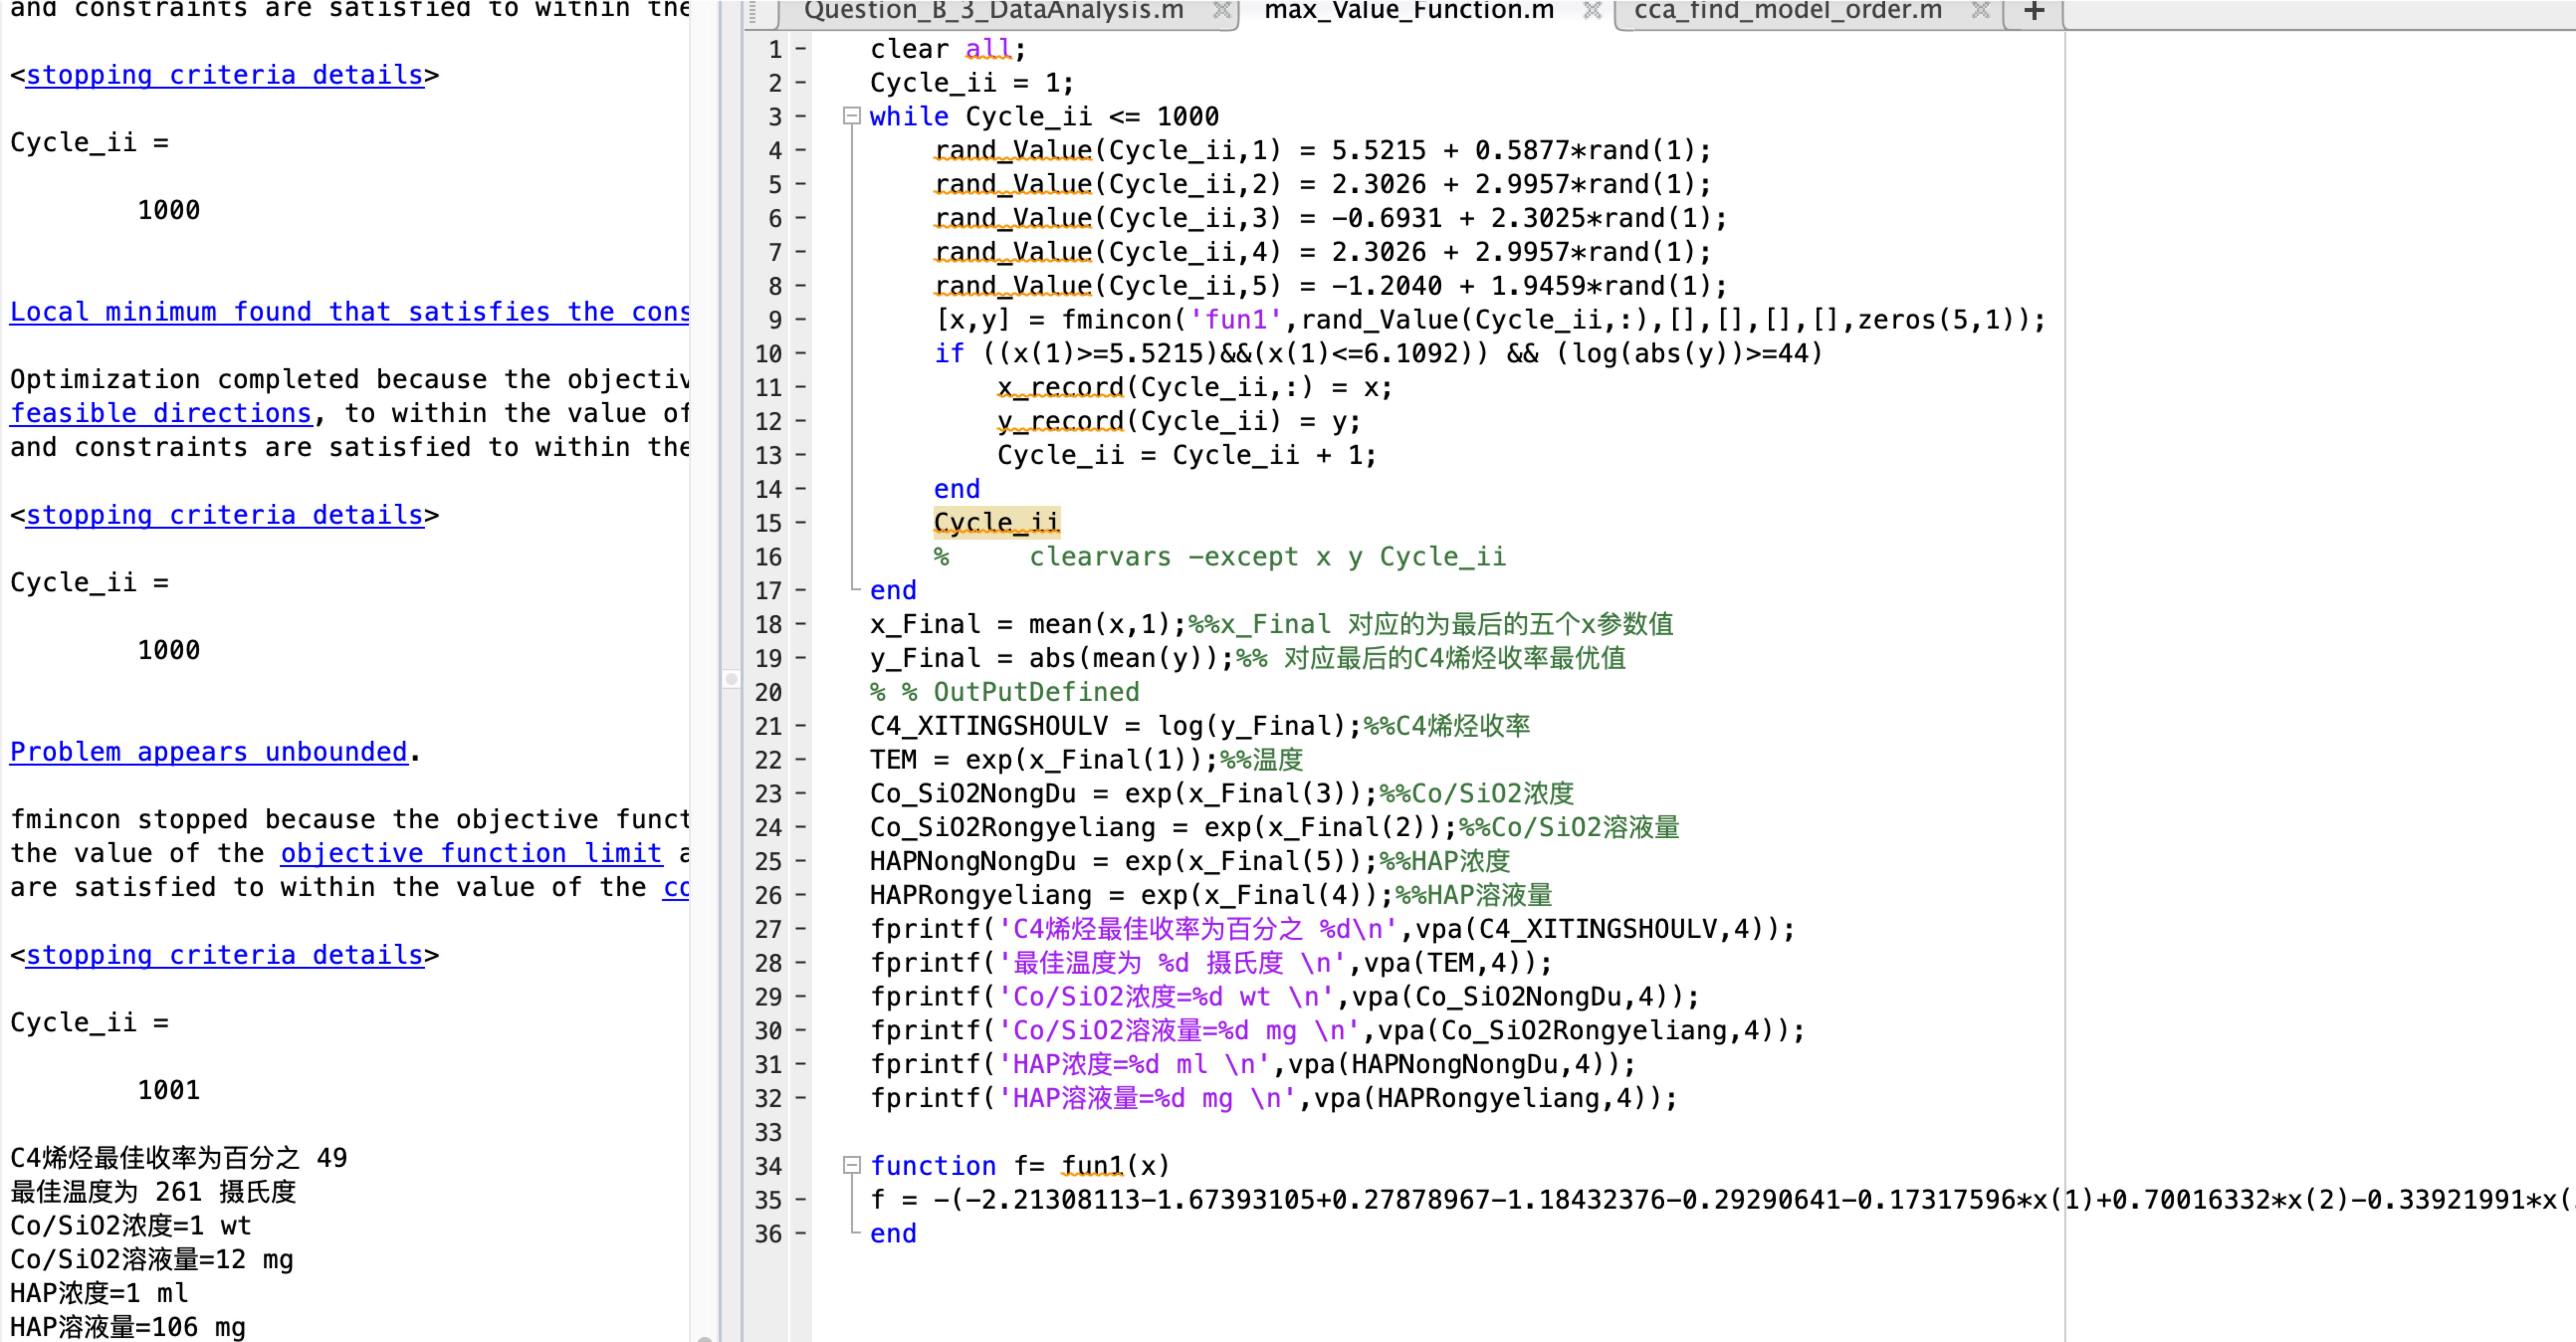 and constraints are satisfied to within the
<stopping criteria details>
Cycle_ii =
1000
Local minimum found that satisfies the cons
Optimization completed because the objectiv
feasible directions, to within the value of
and constraints are satisfied to within the
<stopping criteria details>
Cycle_ii =
1000
Problem appears unbounded.
fmincon stopped because the objective funct
the value of the objective function limit a
are satisfied to within the value of the co
<stopping criteria details>
Cycle_ii =
1001
C4烯烃最佳收率为百分之 49
最佳温度为 261 摄氏度
Co/SiO2浓度=1 wt
Co/SiO2溶液量=12 mg
HAP浓度=1 ml
HAP溶液量=106 mg
Question_B_3_DataAnalysis.m × max_Value_Function.m × cca_find_model_order.m × +
1 - clear all;
2 - Cycle_ii = 1;
3 - while Cycle_ii <= 1000
4 - rand_Value(Cycle_ii,1) = 5.5215 + 0.5877*rand(1);
5 - rand_Value(Cycle_ii,2) = 2.3026 + 2.9957*rand(1);
6 - rand_Value(Cycle_ii,3) = -0.6931 + 2.3025*rand(1);
7 - rand_Value(Cycle_ii,4) = 2.3026 + 2.9957*rand(1);
8 - rand_Value(Cycle_ii,5) = -1.2040 + 1.9459*rand(1);
9 - [x,y] = fmincon('fun1',rand_Value(Cycle_ii,:),[],[],[],[],zeros(5,1));
10 - if ((x(1)>=5.5215)&&(x(1)<=6.1092)) && (log(abs(y))>=44)
11 - x_record(Cycle_ii,:) = x;
12 - y_record(Cycle_ii) = y;
13 - Cycle_ii = Cycle_ii + 1;
14 - end
15 - Cycle_ii
16 % clearvars -except x y Cycle_ii
17 - end
18 - x_Final = mean(x,1);%%x_Final 对应的为最后的五个x参数值
19 - y_Final = abs(mean(y));%% 对应最后的C4烯烃收率最优值
20 % % OutPutDefined
21 - C4_XITINGSHOULV = log(y_Final);%%C4烯烃收率
22 - TEM = exp(x_Final(1));%%温度
23 - Co_SiO2NongDu = exp(x_Final(3));%%Co/SiO2浓度
24 - Co_SiO2Rongyeliang = exp(x_Final(2));%%Co/SiO2溶液量
25 - HAPNongNongDu = exp(x_Final(5));%%HAP浓度
26 - HAPRongyeliang = exp(x_Final(4));%%HAP溶液量
27 - fprintf('C4烯烃最佳收率为百分之 %d\n',vpa(C4_XITINGSHOULV,4));
28 - fprintf('最佳温度为 %d 摄氏度 \n',vpa(TEM,4));
29 - fprintf('Co/SiO2浓度=%d wt \n',vpa(Co_SiO2NongDu,4));
30 - fprintf('Co/SiO2溶液量=%d mg \n',vpa(Co_SiO2Rongyeliang,4));
31 - fprintf('HAP浓度=%d ml \n',vpa(HAPNongNongDu,4));
32 - fprintf('HAP溶液量=%d mg \n',vpa(HAPRongyeliang,4));
33
34 function f= fun1(x)
35 - f = -(-2.21308113-1.67393105+0.27878967-1.18432376-0.29290641-0.17317596*x(1)+0.70016332*x(2)-0.33921991*x(
36 - end